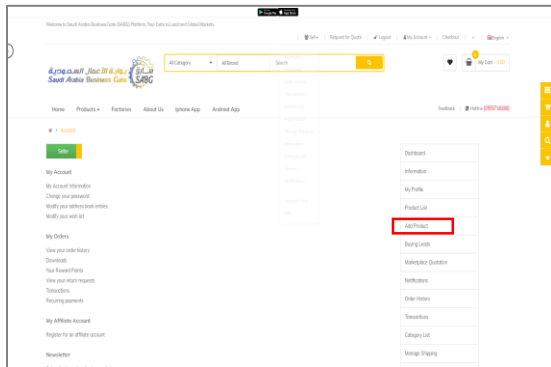 Welcome to Saudi Arabia Business Gate (SABG) Platform, Your Gate to Local and Global Markets.
Sell | Request for Quote | Logout | My Account | Checkout | English
Saudi Arabia Business Gate SABG
All Category All Brand Search
0
My Cart
Home Products Factories About Us Iphone App Android App
Feedback | Hotline
Account
Seller
My Account
My Account Information
Change your password
Modify your address book entries
Modify your wish list
My Orders
View your order history
Downloads
Your Reward Points
View your return requests
Transactions
Recurring payments
My Affiliate Account
Register for an affiliate account
Newsletter
Dashboard
Information
My Profile
Product List
Add Product
Buying Leads
Marketplace Quotation
Notifications
Order History
Transactions
Category List
Manage Shipping